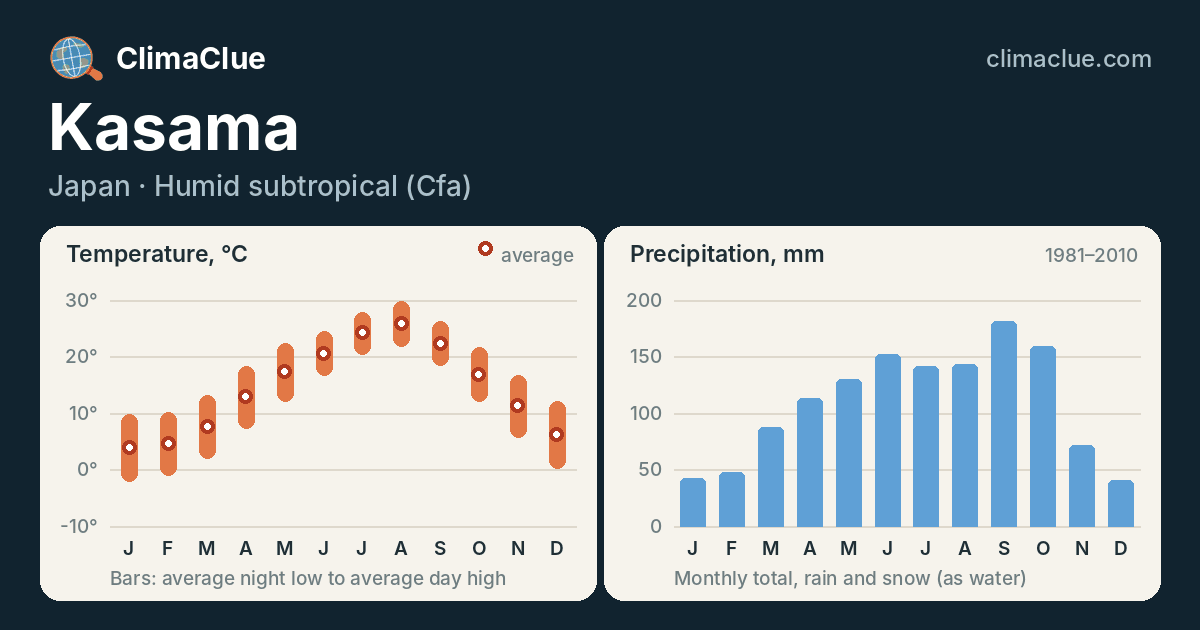 ClimaClue
climaclue.com
Kasama
Japan · Humid subtropical (Cfa)
Temperature, °C
average
30°
20°
10°
0°
-10°
J F M A M J J A S O N D
Bars: average night low to average day high
Precipitation, mm
1981–2010
200
150
100
50
0
J F M A M J J A S O N D
Monthly total, rain and snow (as water)